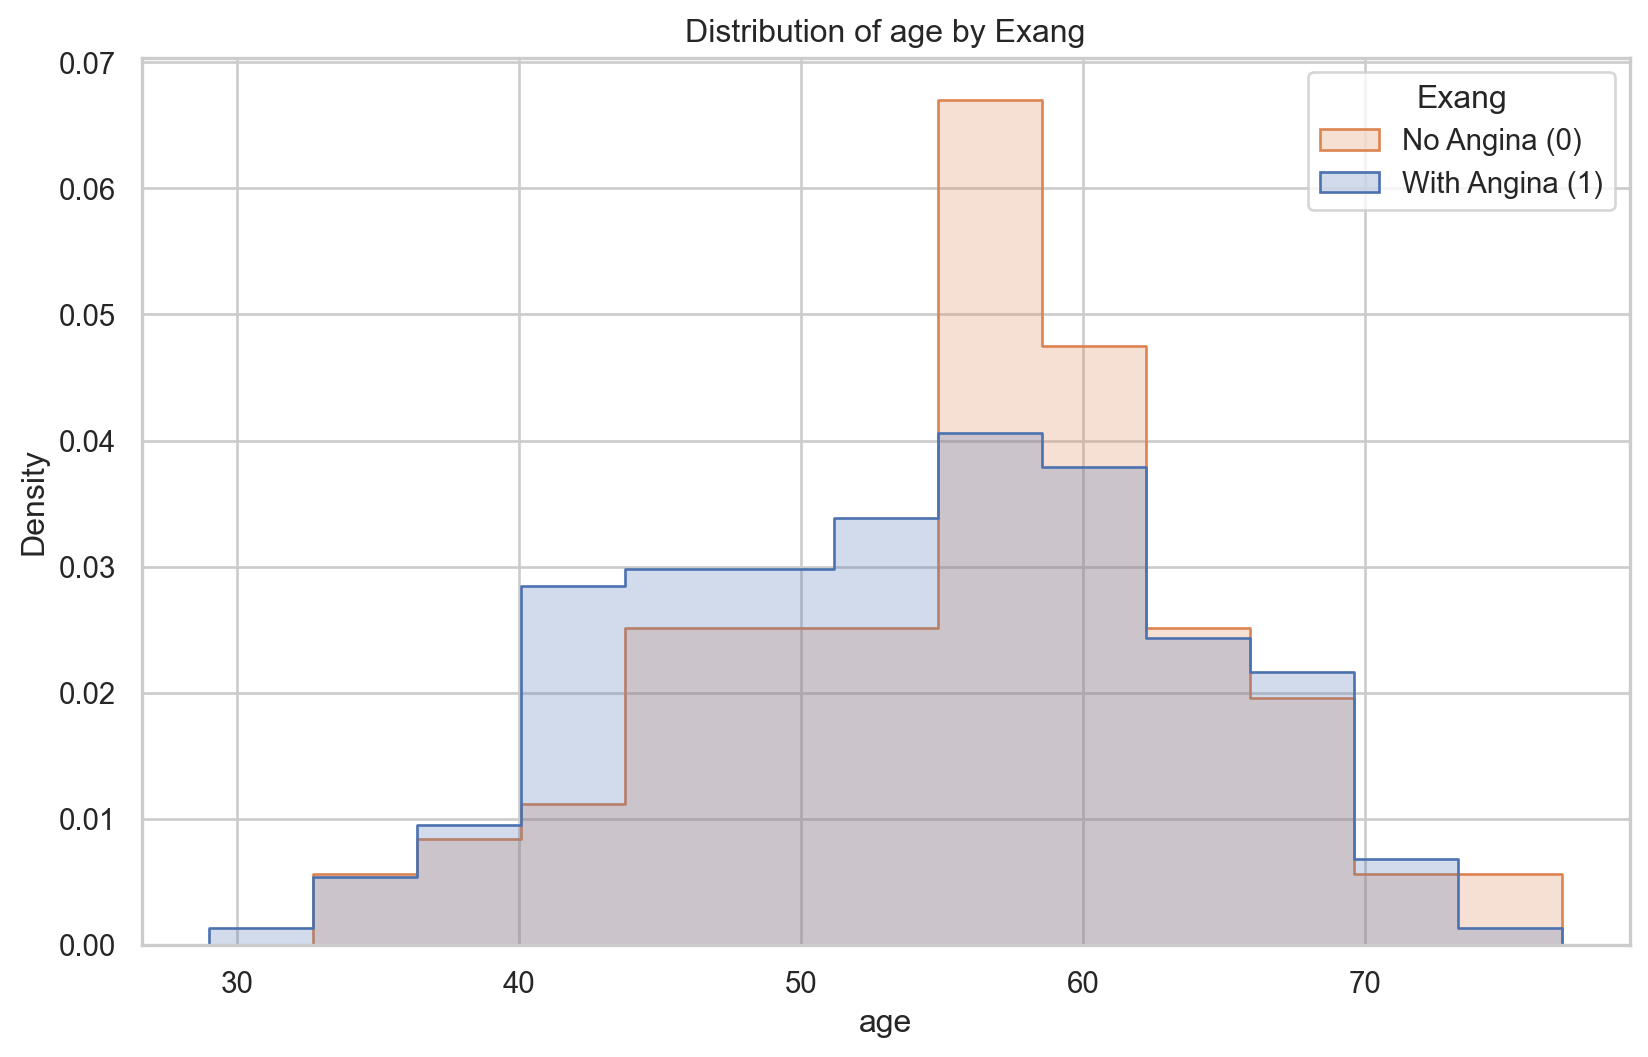 Distribution of age by Exang
0.07
0.06
0.05
0.04
0.03
0.02
0.01
0.00
Density
30 40 50 60 70
age
Exang
No Angina (0)
With Angina (1)